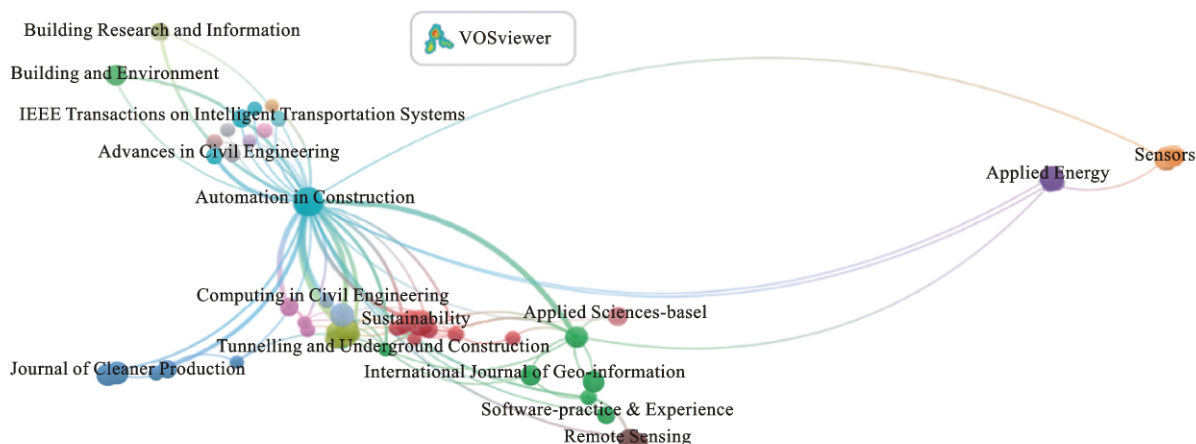 Building Research and Information
VOSviewer
Building and Environment
IEEE Transactions on Intelligent Transportation Systems
Advances in Civil Engineering
Sensors
Applied Energy
Automation in Construction
Computing in Civil Engineering
Sustainability
Applied Sciences-basel
Tunnelling and Underground Construction
Journal of Cleaner Production
International Journal of Geo-information
Software-practice & Experience
Remote Sensing